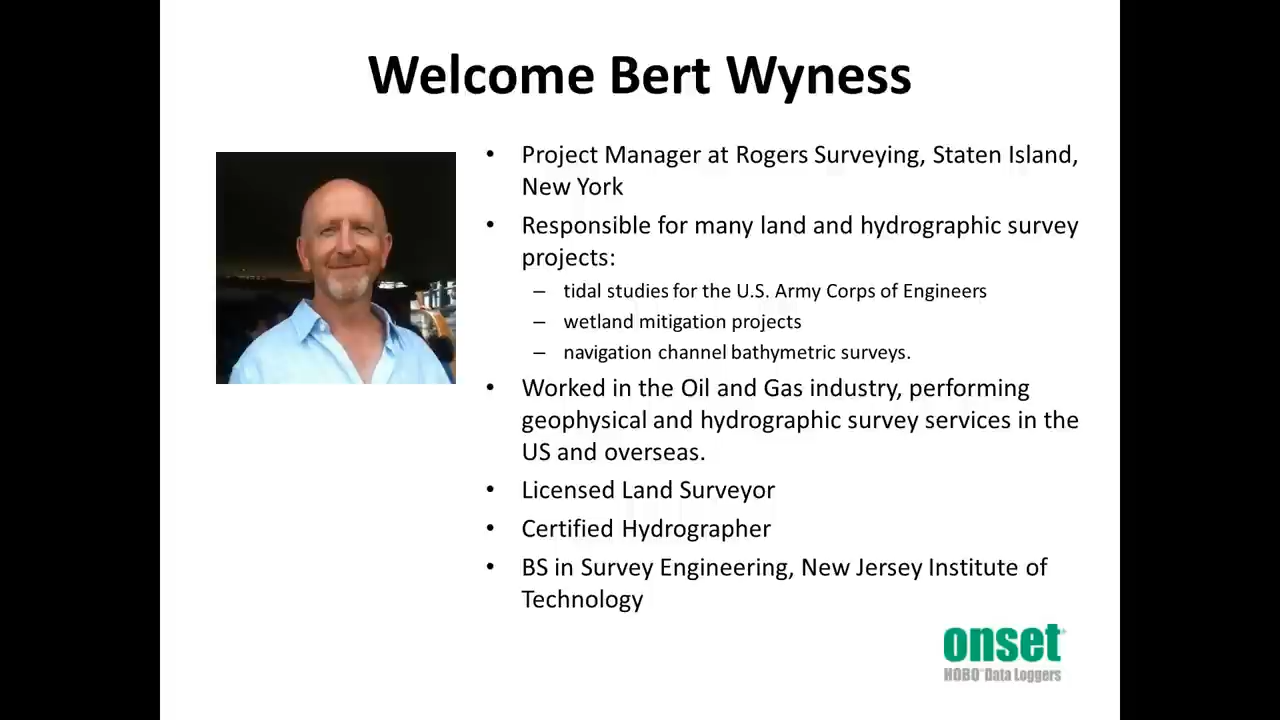 Welcome Bert Wyness
• Project Manager at Rogers Surveying, Staten Island,
New York
• Responsible for many land and hydrographic survey
projects:
– tidal studies for the U.S. Army Corps of Engineers
– wetland mitigation projects
– navigation channel bathymetric surveys.
• Worked in the Oil and Gas industry, performing
geophysical and hydrographic survey services in the
US and overseas.
• Licensed Land Surveyor
• Certified Hydrographer
• BS in Survey Engineering, New Jersey Institute of
Technology
onset®
HOBO® Data Loggers